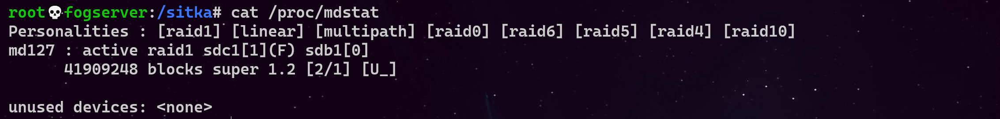 root💀fogserver:/sitka# cat /proc/mdstat
Personalities : [raid1] [linear] [multipath] [raid0] [raid6] [raid5] [raid4] [raid10]
md127 : active raid1 sdc1[1](F) sdb1[0]
      41909248 blocks super 1.2 [2/1] [U_]
unused devices: <none>